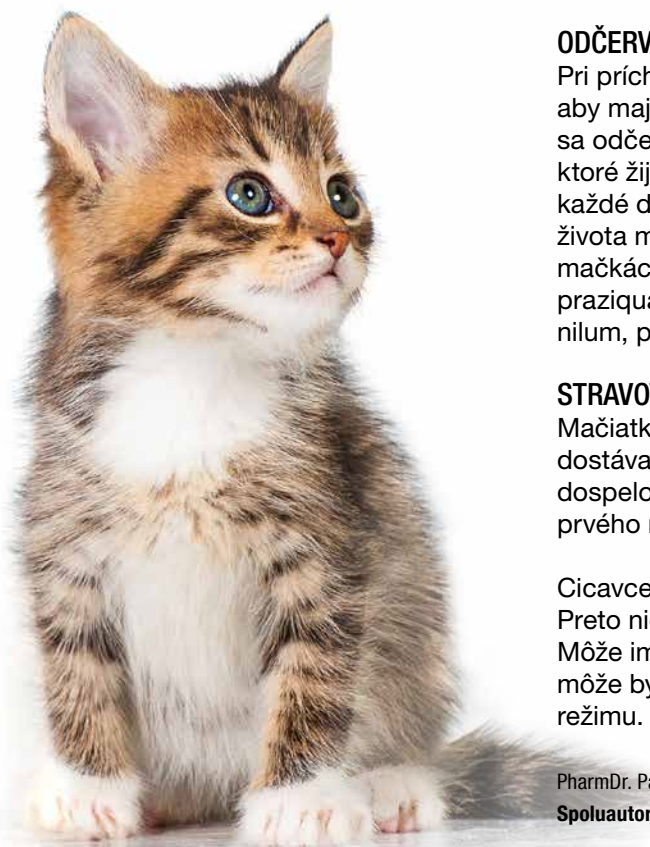 ODČERV
Pri prích
aby maj
sa odče
ktoré žij
každé d
života m
mačkác
praziqua
nilum, p
STRAVO
Mačiatk
dostáva
dospelo
prvého
Cicavce
Preto ni
Môže im
môže by
režimu.
PharmDr. Pa
Spoluautor